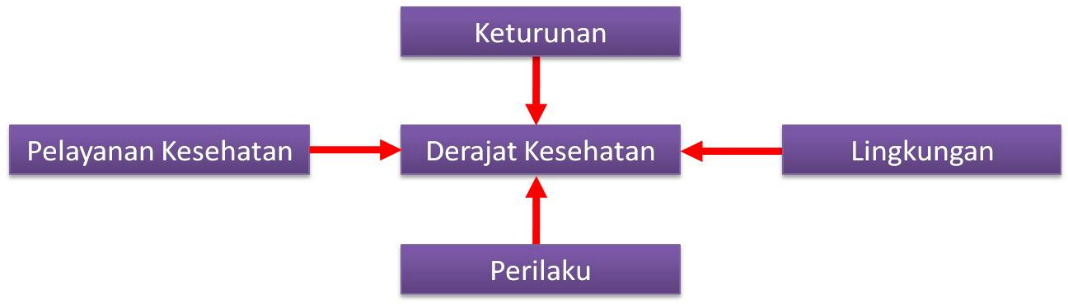 Keturunan
Pelayanan Kesehatan
Derajat Kesehatan
Lingkungan
Perilaku